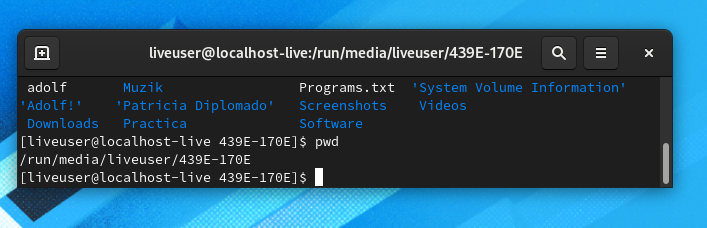 liveuser@localhost-live:/run/media/liveuser/439E-170E
adolf Muzik Programs.txt 'System Volume Information'
'Adolf!' 'Patricia Diplomado' Screenshots Videos
Downloads Practica Software
[liveuser@localhost-live 439E-170E]$ pwd
/run/media/liveuser/439E-170E
[liveuser@localhost-live 439E-170E]$